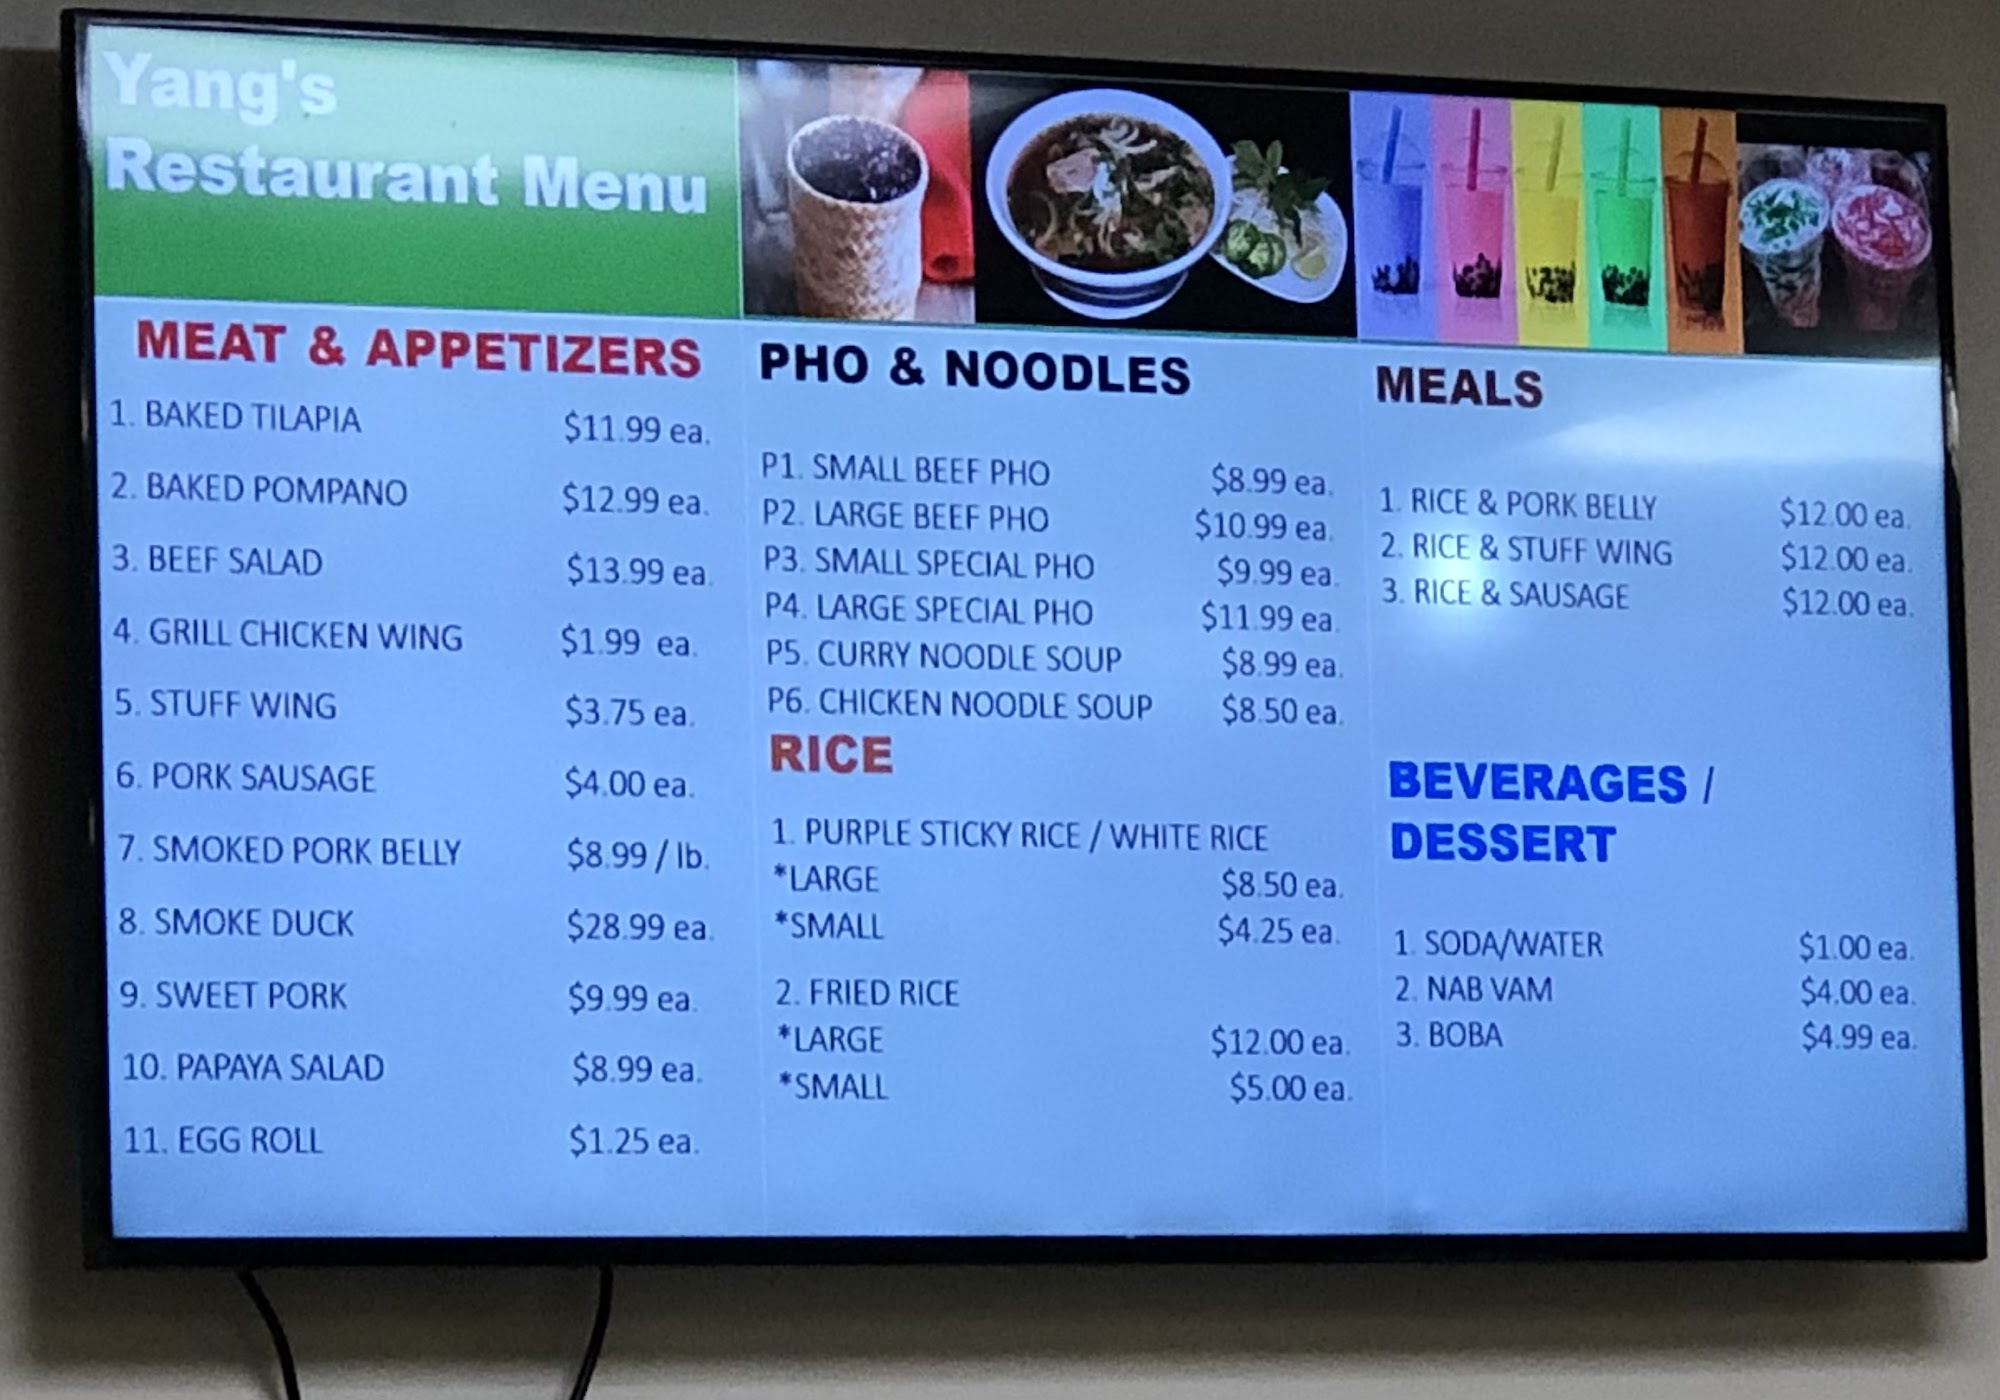 Yang's
Restaurant Menu
MEAT & APPETIZERS
1. BAKED TILAPIA $11.99 ea.
2. BAKED POMPANO $12.99 ea.
3. BEEF SALAD $13.99 ea.
4. GRILL CHICKEN WING $1.99 ea.
5. STUFF WING $3.75 ea.
6. PORK SAUSAGE $4.00 ea.
7. SMOKED PORK BELLY $8.99 / lb.
8. SMOKE DUCK $28.99 ea.
9. SWEET PORK $9.99 ea.
10. PAPAYA SALAD $8.99 ea.
11. EGG ROLL $1.25 ea.
PHO & NOODLES
P1. SMALL BEEF PHO $8.99 ea.
P2. LARGE BEEF PHO $10.99 ea.
P3. SMALL SPECIAL PHO $9.99 ea.
P4. LARGE SPECIAL PHO $11.99 ea.
P5. CURRY NOODLE SOUP $8.99 ea.
P6. CHICKEN NOODLE SOUP $8.50 ea.
RICE
1. PURPLE STICKY RICE / WHITE RICE
*LARGE $8.50 ea.
*SMALL $4.25 ea.
2. FRIED RICE
*LARGE $12.00 ea.
*SMALL $5.00 ea.
MEALS
1. RICE & PORK BELLY $12.00 ea.
2. RICE & STUFF WING $12.00 ea.
3. RICE & SAUSAGE $12.00 ea.
BEVERAGES /
DESSERT
1. SODA/WATER $1.00 ea.
2. NAB VAM $4.00 ea.
3. BOBA $4.99 ea.